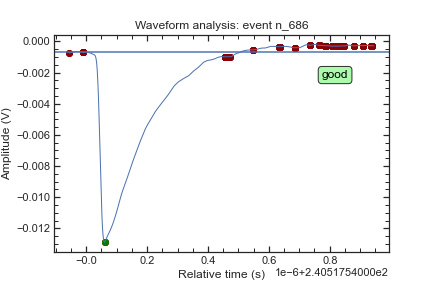 Waveform analysis: event n_686
0.000
−0.002
−0.004
−0.006
−0.008
−0.010
−0.012
Amplitude (V)
good
−0.0
0.2
0.4
0.6
0.8
1e−6+2.4051754000e2
Relative time (s)